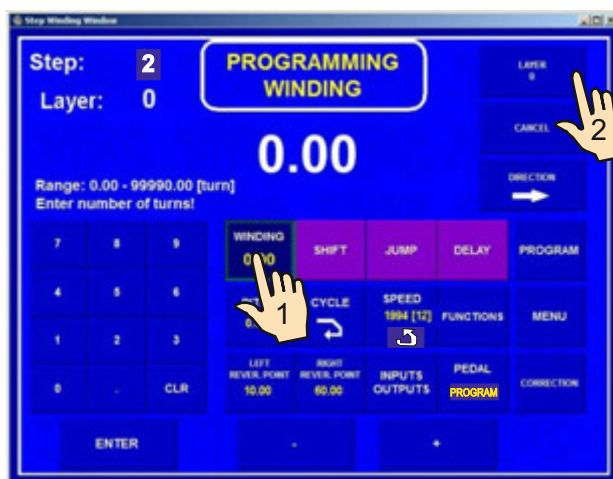 Step Winding Window
Step: 2
Layer: 0
PROGRAMMING
WINDING
LAYER
0
0.00
CANCEL
2
Range: 0.00 - 99990.00 [turn]
Enter number of turns!
DIRECTION
7 8 9
WINDING
0.00
SHIFT
JUMP
DELAY
PROGRAM
4 5 6
1
CYCLE
SPEED
1994 [12]
FUNCTIONS
MENU
1 2 3
LEFT
REVER. POINT
10.00
RIGHT
REVER. POINT
60.00
INPUTS
OUTPUTS
PEDAL
PROGRAM
CORRECTION
0 . CLR
ENTER
-
+